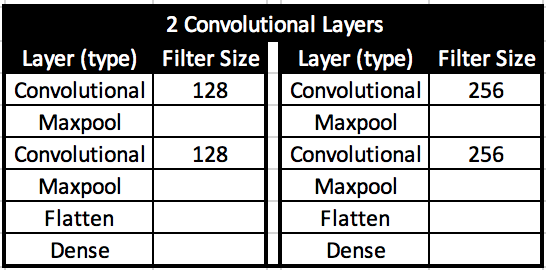 2 Convolutional Layers
Layer (type) Filter Size Layer (type) Filter Size
Convolutional 128 Convolutional 256
Maxpool Maxpool
Convolutional 128 Convolutional 256
Maxpool Maxpool
Flatten Flatten
Dense Dense